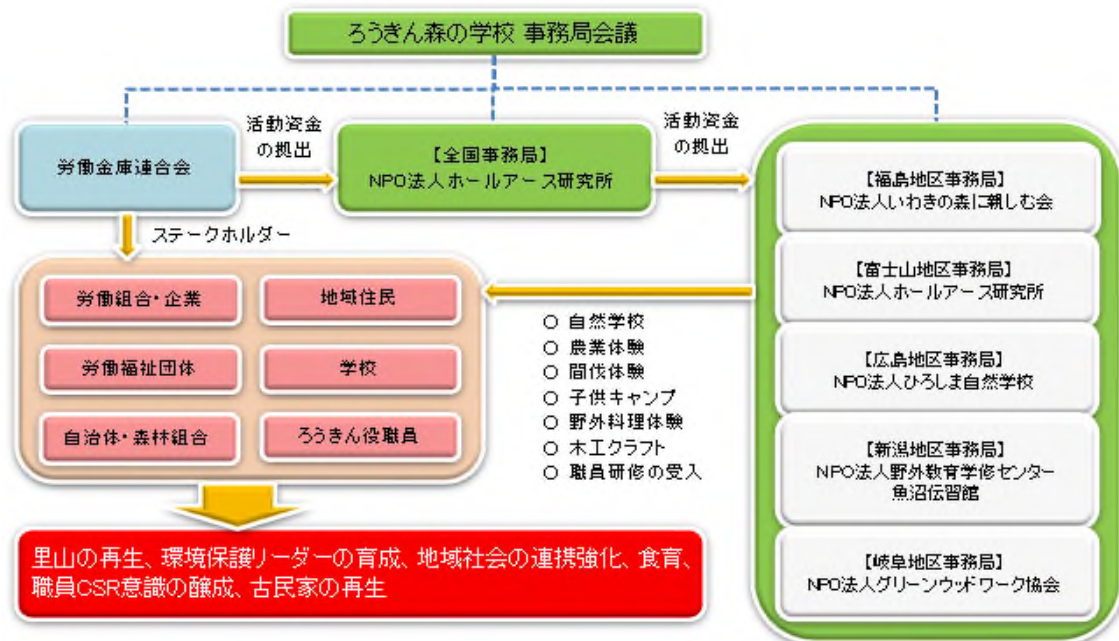 ろうきん森の学校 事務局会議
労働金庫連合会
活動資金
の拠出
【全国事務局】
NPO法人ホールアース研究所
活動資金
の拠出
ステークホルダー
労働組合・企業
地域住民
労働福祉団体
学校
自治体・森林組合
ろうきん役職員
○ 自然学校
○ 農業体験
○ 間伐体験
○ 子供キャンプ
○ 野外料理体験
○ 木工クラフト
○ 職員研修の受入
【福島地区事務局】
NPO法人いわきの森に親しむ会
【富士山地区事務局】
NPO法人ホールアース研究所
【広島地区事務局】
NPO法人ひろしま自然学校
【新潟地区事務局】
NPO法人野外教育学修センター
魚沼伝習館
【岐阜地区事務局】
NPO法人グリーンウッドワーク協会
里山の再生、環境保護リーダーの育成、地域社会の連携強化、食育、
職員CSR意識の醸成、古民家の再生